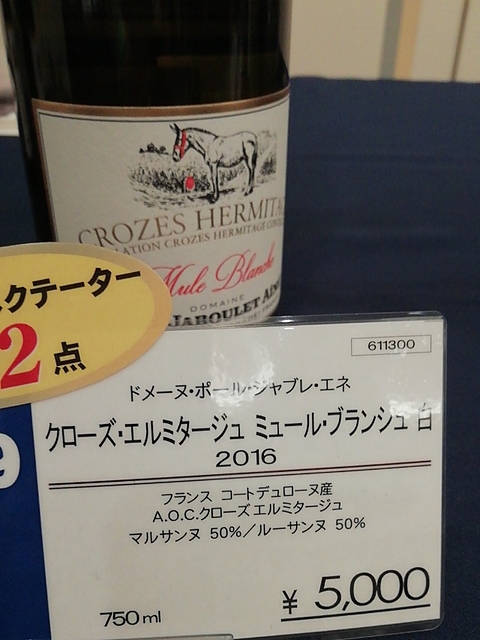 CROZES HERMITA
NATION CROZES HERMITAGE CONT
Mule Blanche
DOMAINE
JABOULET AÎN
スクテーター
2点
9
611300
ドメーヌ・ポール・ジャブレ・エネ
クローズ・エルミタージュ ミュール・ブランシュ 白
2016
フランス コートデュローヌ産
A.O.C.クローズ エルミタージュ
マルサンヌ 50%/ルーサンヌ 50%
¥ 5,000
750ml